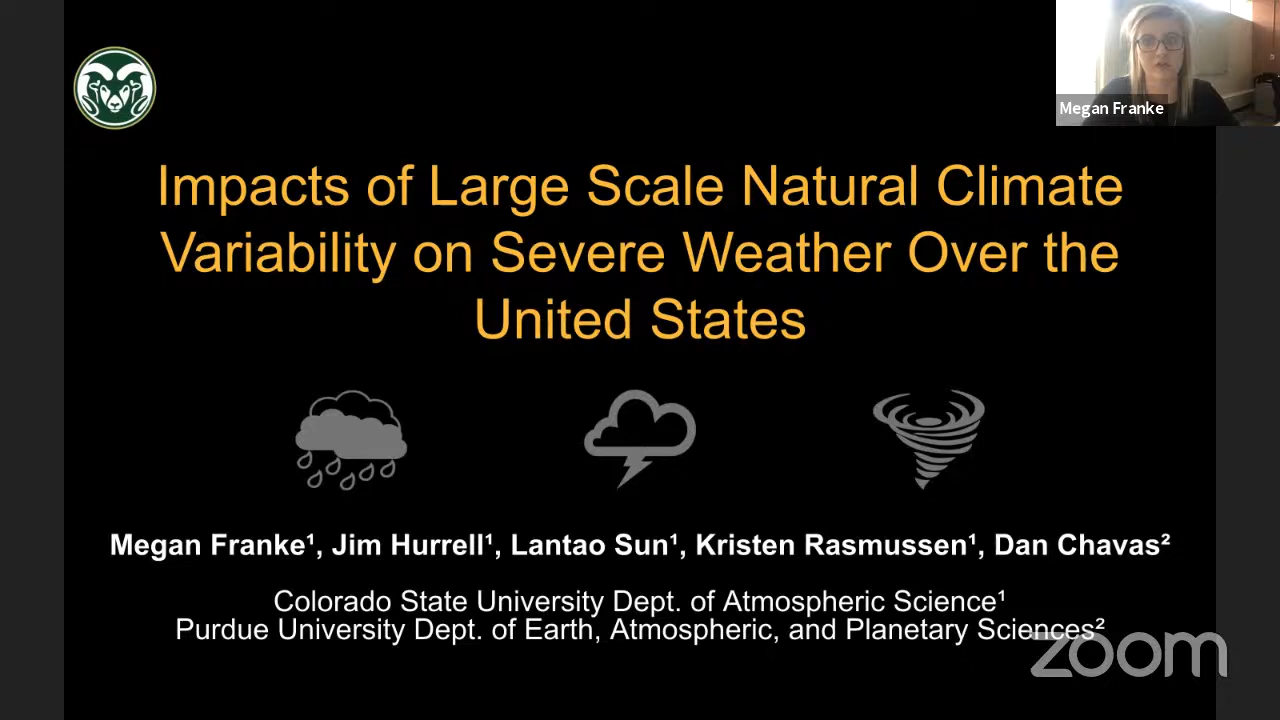 Megan Franke
Impacts of Large Scale Natural Climate
Variability on Severe Weather Over the
United States
Megan Franke¹, Jim Hurrell¹, Lantao Sun¹, Kristen Rasmussen¹, Dan Chavas²
Colorado State University Dept. of Atmospheric Science¹
Purdue University Dept. of Earth, Atmospheric, and Planetary Sciences²
zoom